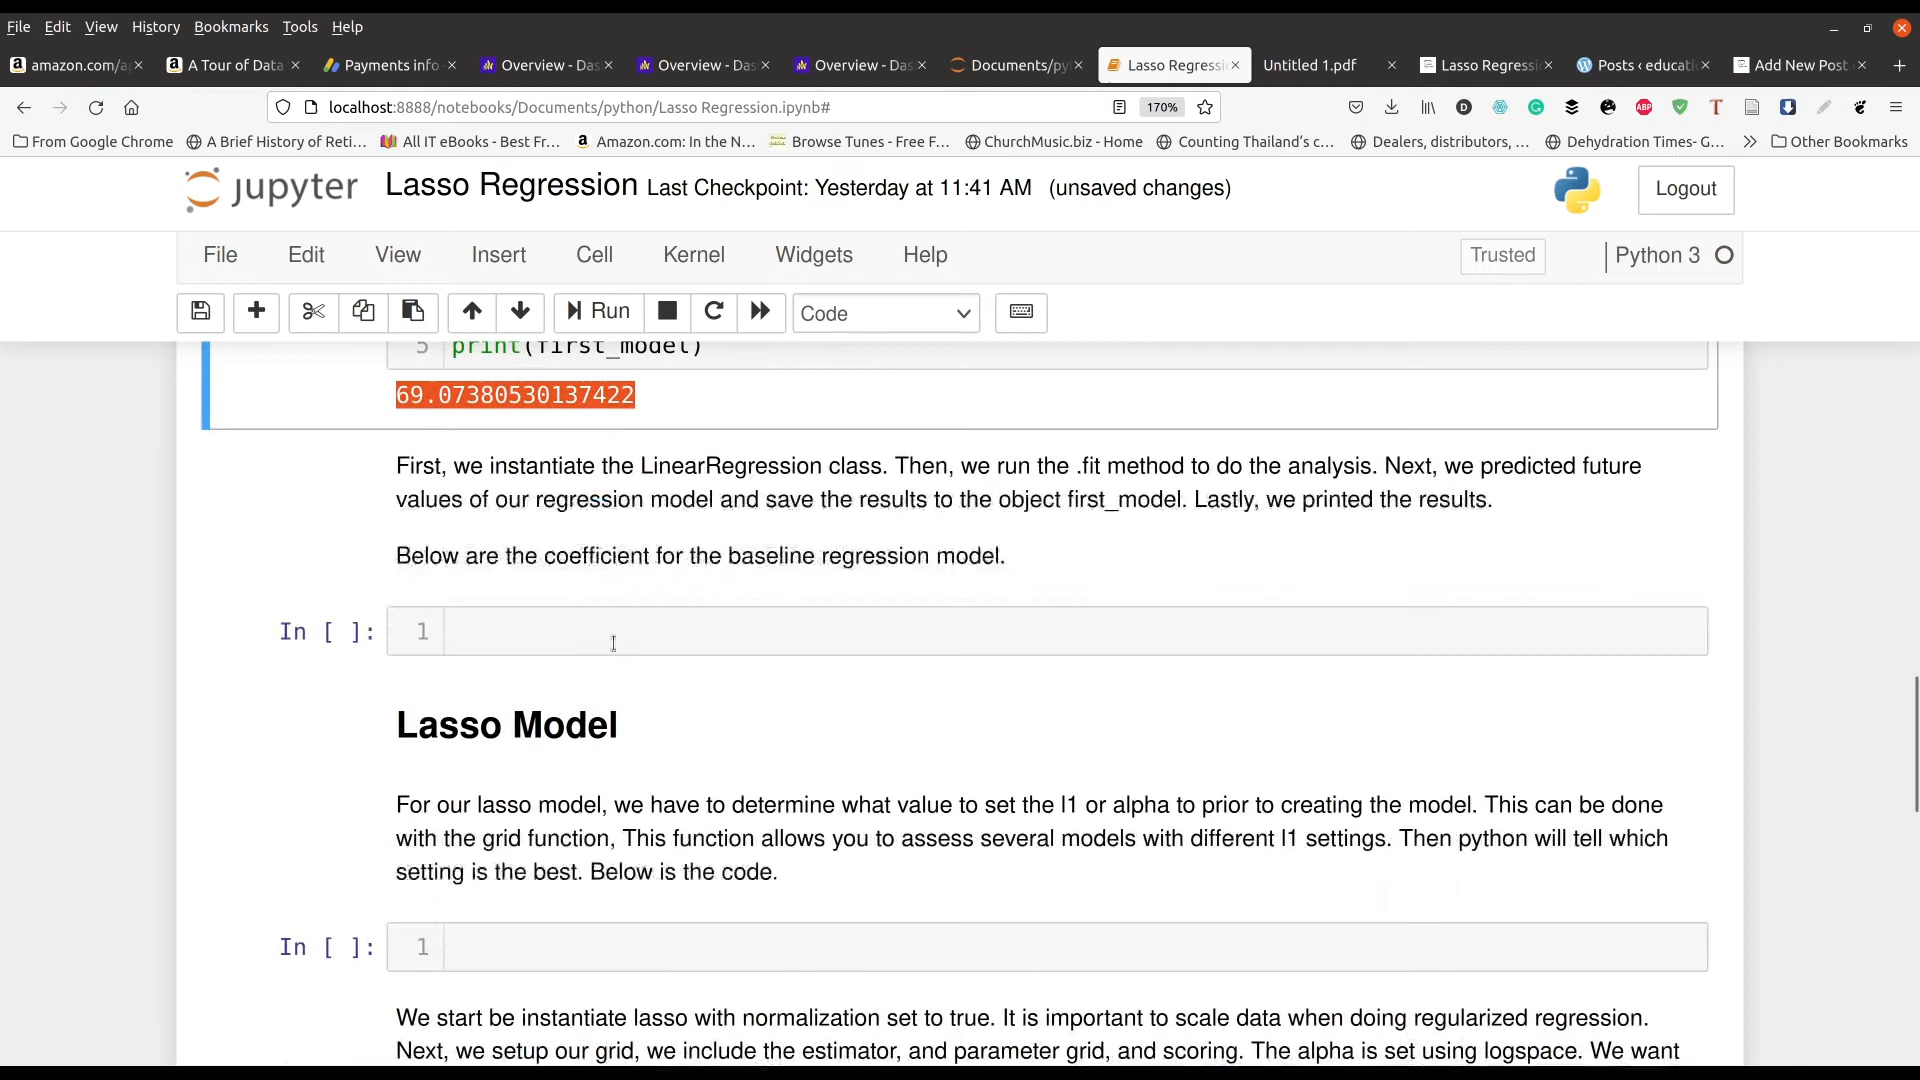 File Edit View History Bookmarks Tools Help
amazon.com/a A Tour of Data Payments info Overview - Das Overview - Das Overview - Das Documents/py Lasso Regressi Untitled 1.pdf Lasso Regressi Posts ‹ educati Add New Post
localhost:8888/notebooks/Documents/python/Lasso Regression.ipynb# 170% D ABP T
From Google Chrome A Brief History of Reti... All IT eBooks - Best Fr... Amazon.com: In the N... Browse Tunes - Free F... ChurchMusic.biz - Home Counting Thailand's c... Dealers, distributors, ... Dehydration Times- G... Other Bookmarks
jupyter Lasso Regression Last Checkpoint: Yesterday at 11:41 AM (unsaved changes) Logout
File Edit View Insert Cell Kernel Widgets Help Trusted Python 3
Run Code
5 print(first_model)
69.07380530137422
First, we instantiate the LinearRegression class. Then, we run the .fit method to do the analysis. Next, we predicted future
values of our regression model and save the results to the object first_model. Lastly, we printed the results.
Below are the coefficient for the baseline regression model.
In [ ]: 1
Lasso Model
For our lasso model, we have to determine what value to set the l1 or alpha to prior to creating the model. This can be done
with the grid function, This function allows you to assess several models with different l1 settings. Then python will tell which
setting is the best. Below is the code.
In [ ]: 1
We start be instantiate lasso with normalization set to true. It is important to scale data when doing regularized regression.
Next, we setup our grid, we include the estimator, and parameter grid, and scoring. The alpha is set using logspace. We want